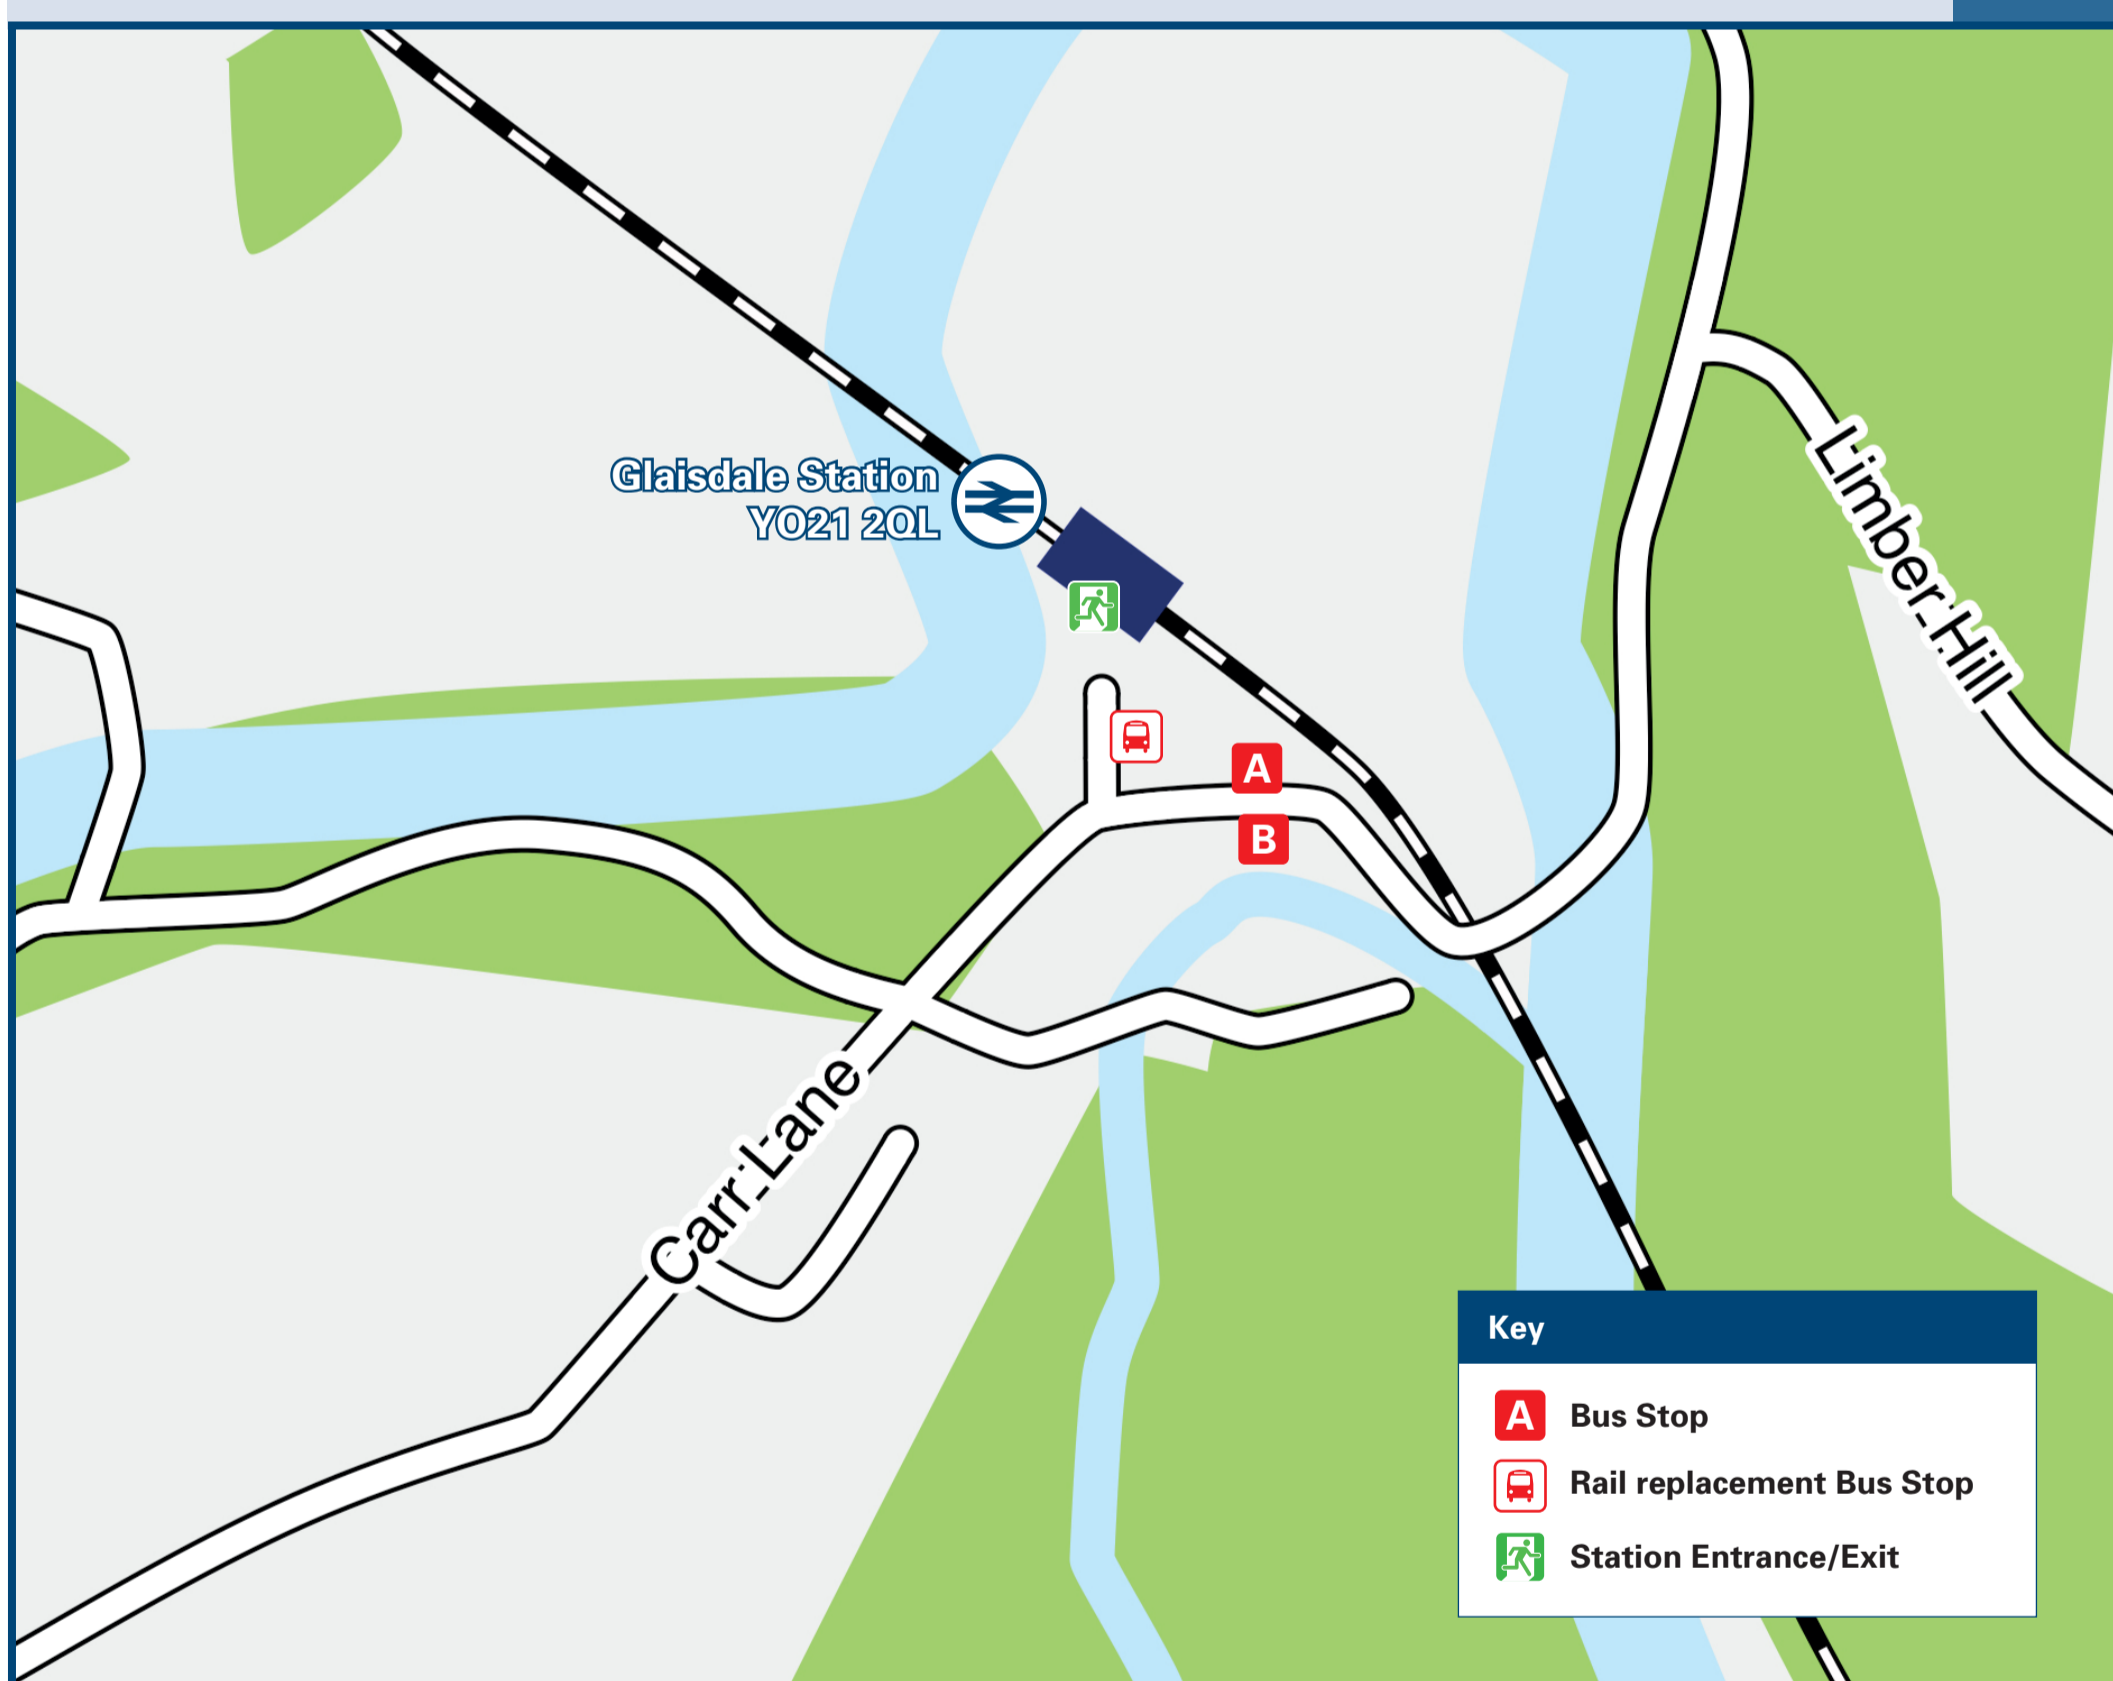 Glaisdale Station
YO21 2QL
Limber Hill
A
B
Carr Lane
Key
A Bus Stop
Rail replacement Bus Stop
Station Entrance/Exit